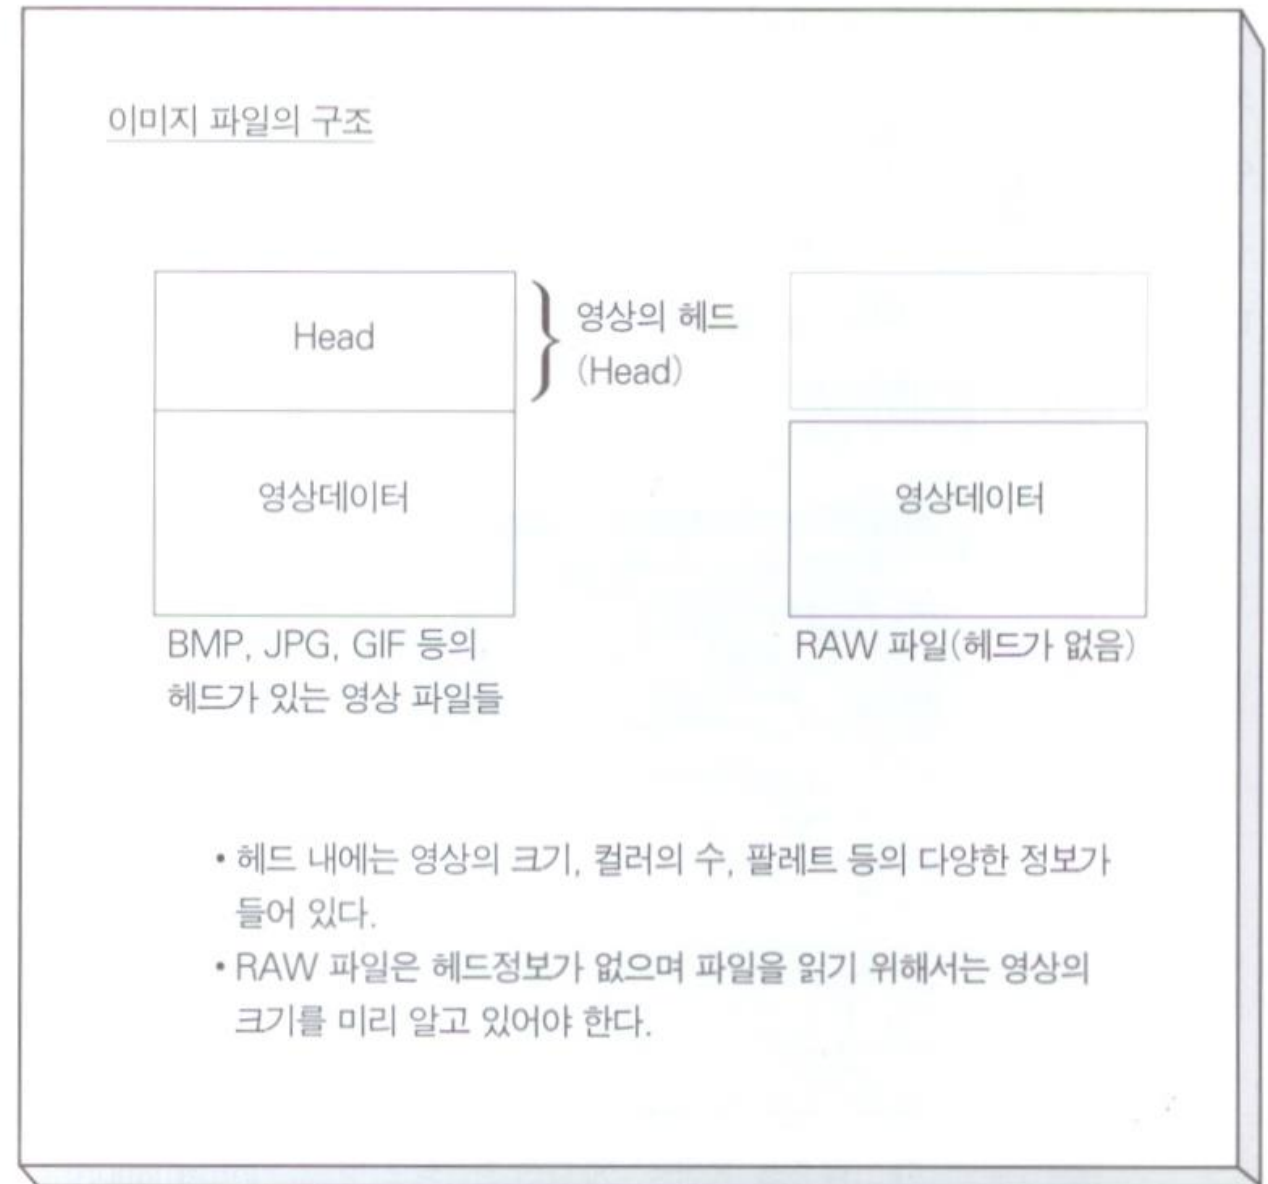 이미지 파일의 구조
Head
영상의 헤드
(Head)
영상데이터
영상데이터
BMP, JPG, GIF 등의
헤드가 있는 영상 파일들
RAW 파일(헤드가 없음)
• 헤드 내에는 영상의 크기, 컬러의 수, 팔레트 등의 다양한 정보가
들어 있다.
• RAW 파일은 헤드정보가 없으며 파일을 읽기 위해서는 영상의
크기를 미리 알고 있어야 한다.